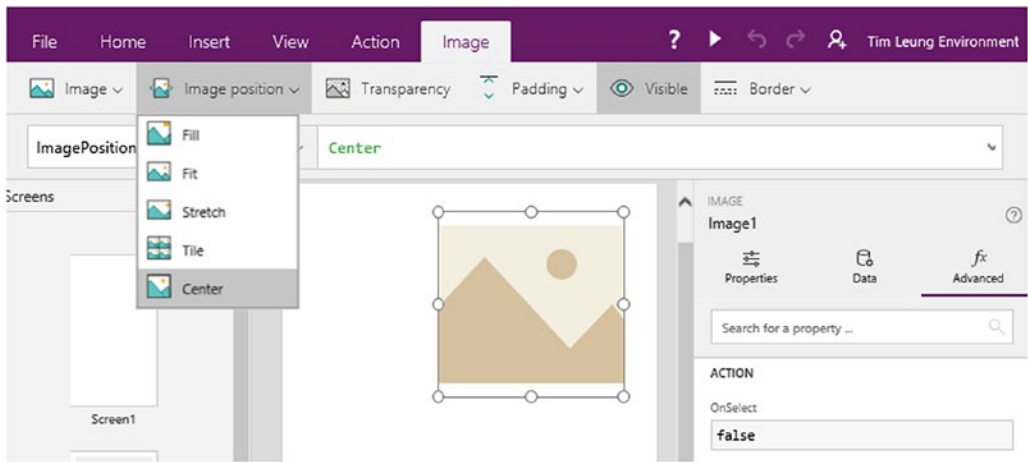 File Home Insert View Action Image ? Tim Leung Environment
Image Image position Transparency Padding Visible Border
ImagePosition Center
Fill
Fit
Stretch
Tile
Center
Screens
Screen1
IMAGE
Image1
Properties Data fx Advanced
Search for a property ...
ACTION
OnSelect
false